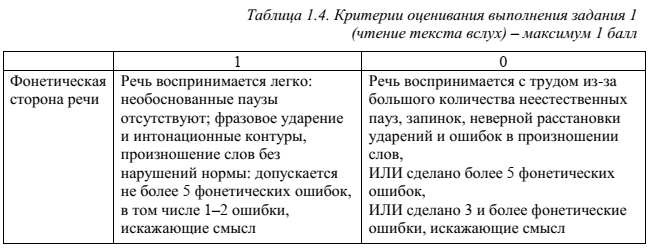 Таблица 1.4. Критерии оценивания выполнения задания 1
(чтение текста вслух) – максимум 1 балл
1
0
Фонетическая
сторона речи
Речь воспринимается легко:
необоснованные паузы
отсутствуют; фразовое ударение
и интонационные контуры,
произношение слов без
нарушений нормы: допускается
не более 5 фонетических ошибок,
в том числе 1–2 ошибки,
искажающие смысл
Речь воспринимается с трудом из-за
большого количества неестественных
пауз, запинок, неверной расстановки
ударений и ошибок в произношении
слов,
ИЛИ сделано более 5 фонетических
ошибок,
ИЛИ сделано 3 и более фонетические
ошибки, искажающие смысл